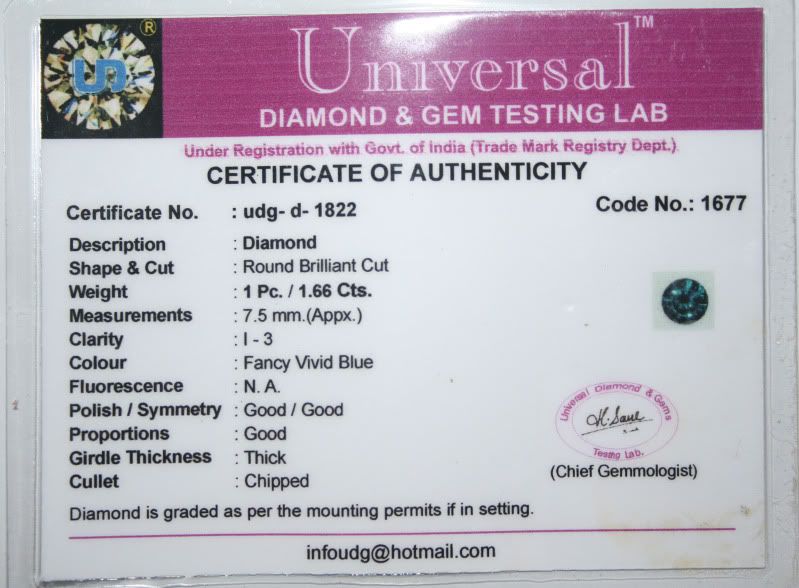 UD ®
Universal™
DIAMOND & GEM TESTING LAB
Under Registration with Govt. of India (Trade Mark Registry Dept.)
CERTIFICATE OF AUTHENTICITY
Certificate No. : udg- d- 1822
Code No.: 1677
Description : Diamond
Shape & Cut : Round Brilliant Cut
Weight : 1 Pc. / 1.66 Cts.
Measurements : 7.5 mm.(Appx.)
Clarity : I - 3
Colour : Fancy Vivid Blue
Fluorescence : N. A.
Polish / Symmetry : Good / Good
Proportions : Good
Girdle Thickness : Thick
Cullet : Chipped
Universal Diamond & Gems
Testing Lab.
(Chief Gemmologist)
Diamond is graded as per the mounting permits if in setting.
infoudg@hotmail.com